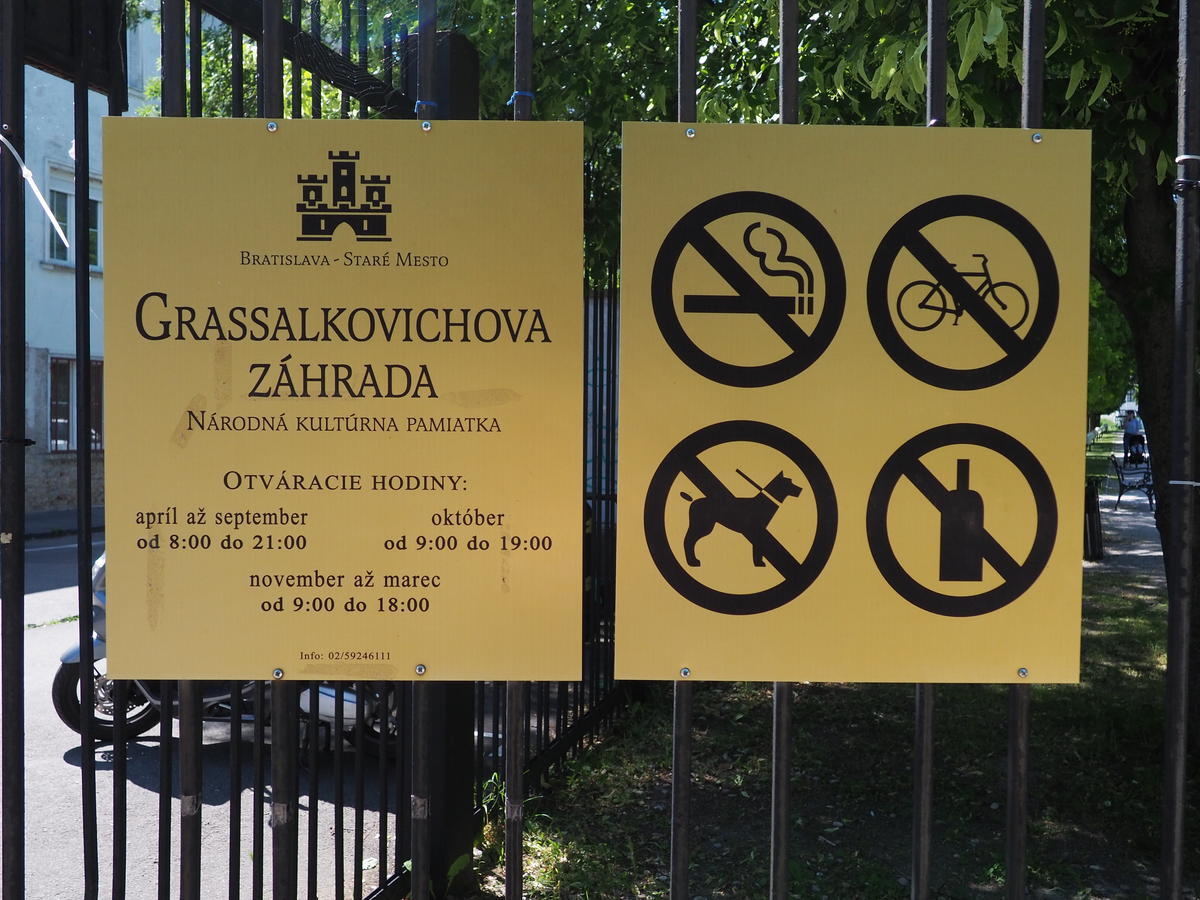 Bratislava - Staré Mesto
Grassalkovichova
záhrada
Národná kultúrna pamiatka
Otváracie hodiny:
apríl až september október
od 8:00 do 21:00 od 9:00 do 19:00
november až marec
od 9:00 do 18:00
Info: 02/59246111